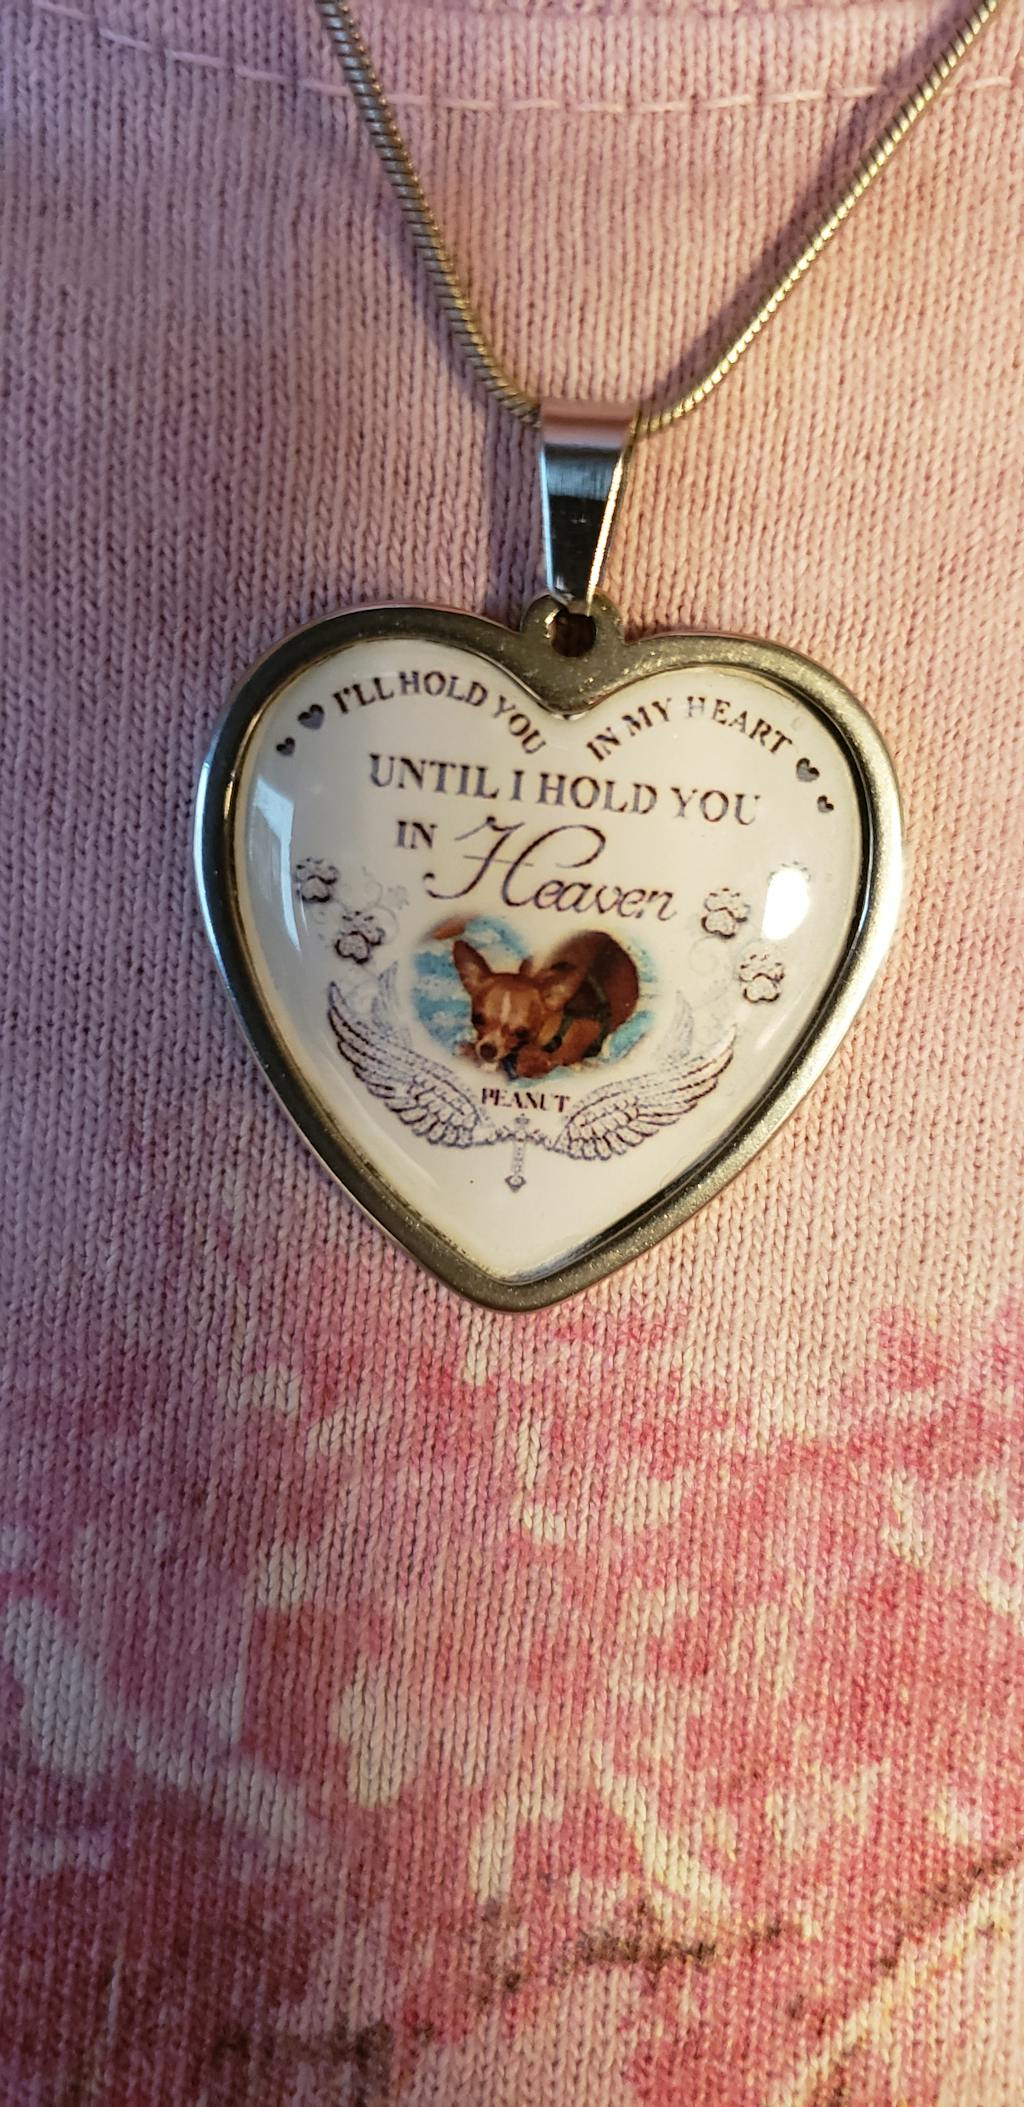 I'LL HOLD YOU IN MY HEART
UNTIL I HOLD YOU
IN Heaven
PEANUT